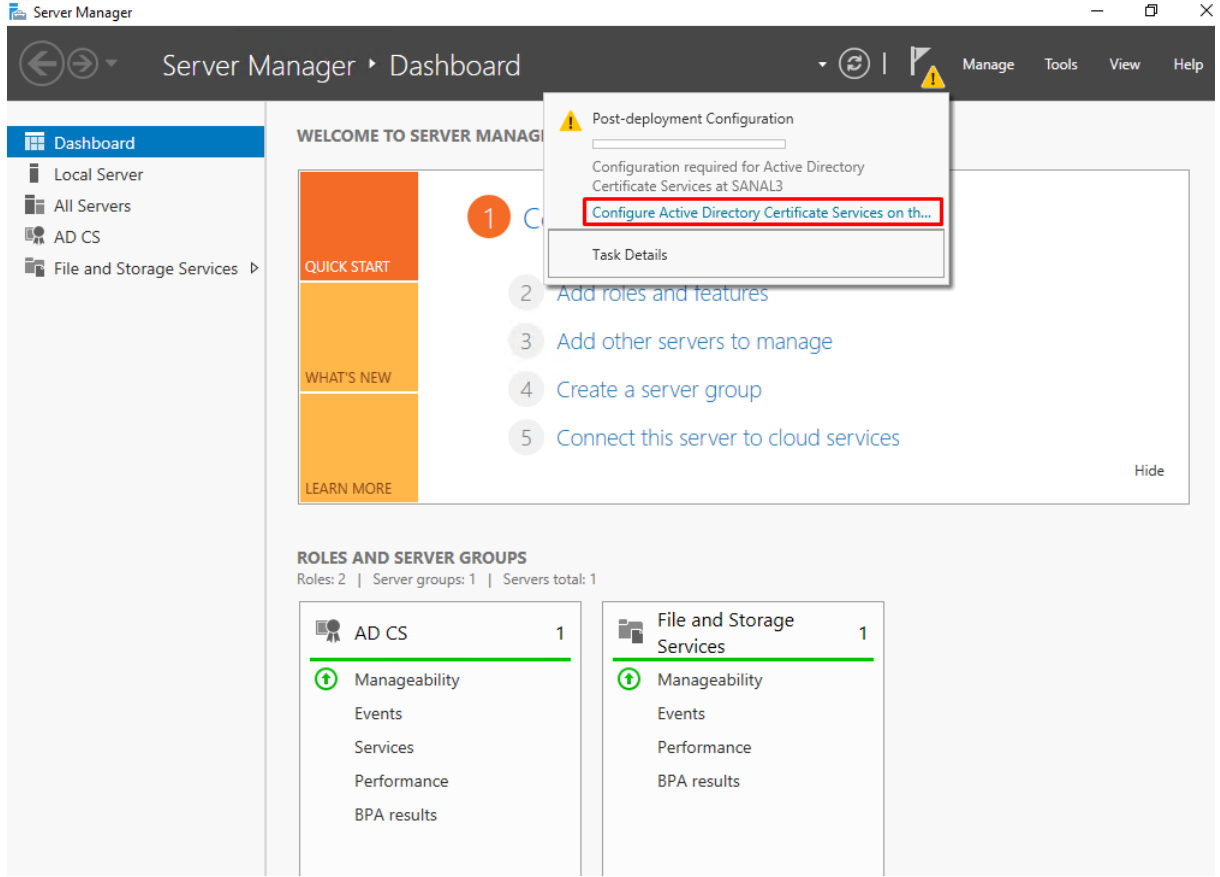 Server Manager
Server Manager • Dashboard
Manage Tools View Help
Post-deployment Configuration
Configuration required for Active Directory
Certificate Services at SANAL3
Configure Active Directory Certificate Services on th...
Task Details
Dashboard
Local Server
All Servers
AD CS
File and Storage Services
WELCOME TO SERVER MANAG
QUICK START
WHAT'S NEW
LEARN MORE
1 C
2 Add roles and features
3 Add other servers to manage
4 Create a server group
5 Connect this server to cloud services
Hide
ROLES AND SERVER GROUPS
Roles: 2 | Server groups: 1 | Servers total: 1
AD CS 1
Manageability
Events
Services
Performance
BPA results
File and Storage
Services 1
Manageability
Events
Performance
BPA results